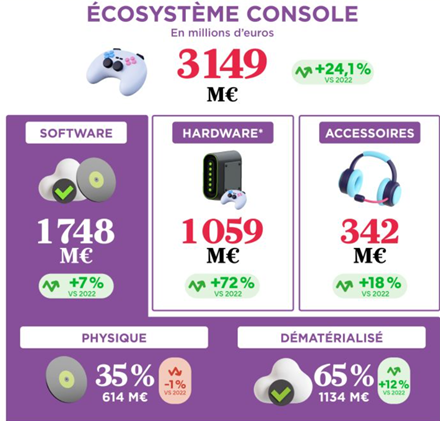 ÉCOSYSTÈME CONSOLE
En millions d'euros
3149
M€
+24,1%
VS 2022
SOFTWARE
1748
M€
+7%
VS 2022
HARDWARE*
1059
M€
+72%
VS 2022
ACCESSOIRES
342
M€
+18%
VS 2022
PHYSIQUE
35%
614 M€
-1%
VS 2022
DÉMATÉRIALISÉ
65%
1134 M€
+12%
VS 2022